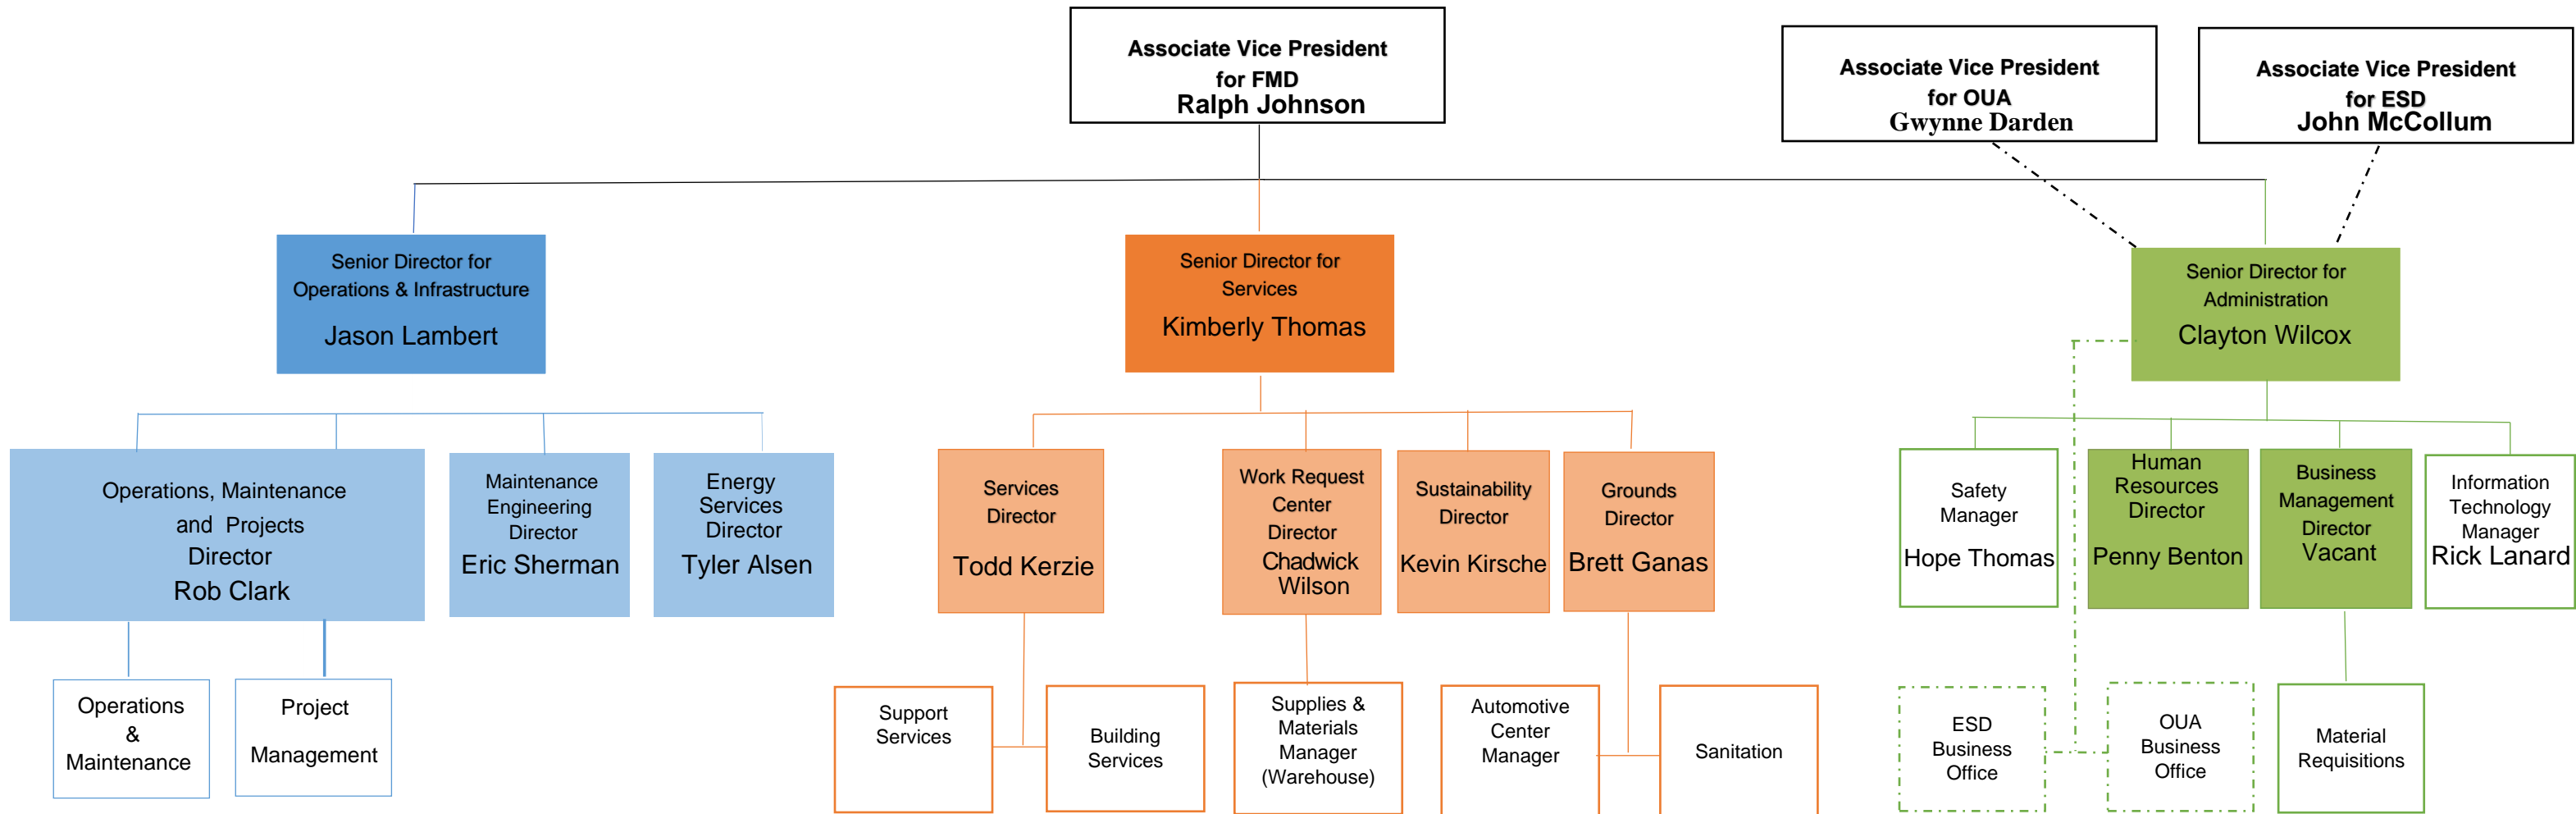 Associate Vice President
for FMD
Ralph Johnson
Associate Vice President
for OUA
Gwynne Darden
Associate Vice President
for ESD
John McCollum
Senior Director for
Operations & Infrastructure
Jason Lambert
Senior Director for
Services
Kimberly Thomas
Senior Director for
Administration
Clayton Wilcox
Operations, Maintenance
and Projects
Director
Rob Clark
Maintenance
Engineering
Director
Eric Sherman
Energy
Services
Director
Tyler Alsen
Services
Director
Todd Kerzie
Work Request
Center
Director
Chadwick
Wilson
Sustainability
Director
Kevin Kirsche
Grounds
Director
Brett Ganas
Safety
Manager
Hope Thomas
Human
Resources
Director
Penny Benton
Business
Management
Director
Vacant
Information
Technology
Manager
Rick Lanard
Operations
&
Maintenance
Project
Management
Support
Services
Building
Services
Supplies &
Materials
Manager
(Warehouse)
Automotive
Center
Manager
Sanitation
ESD
Business
Office
OUA
Business
Office
Material
Requisitions